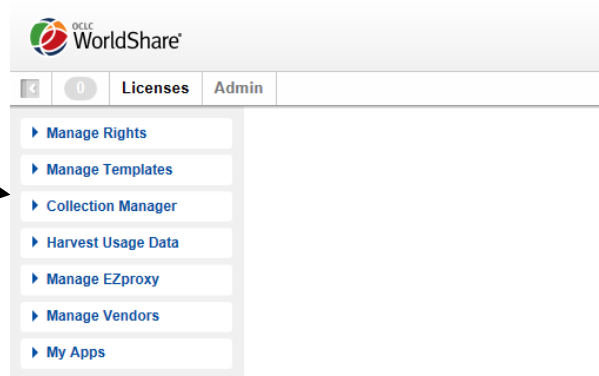 OCLC
WorldShare®
0 Licenses Admin
Manage Rights
Manage Templates
Collection Manager
Harvest Usage Data
Manage EZproxy
Manage Vendors
My Apps